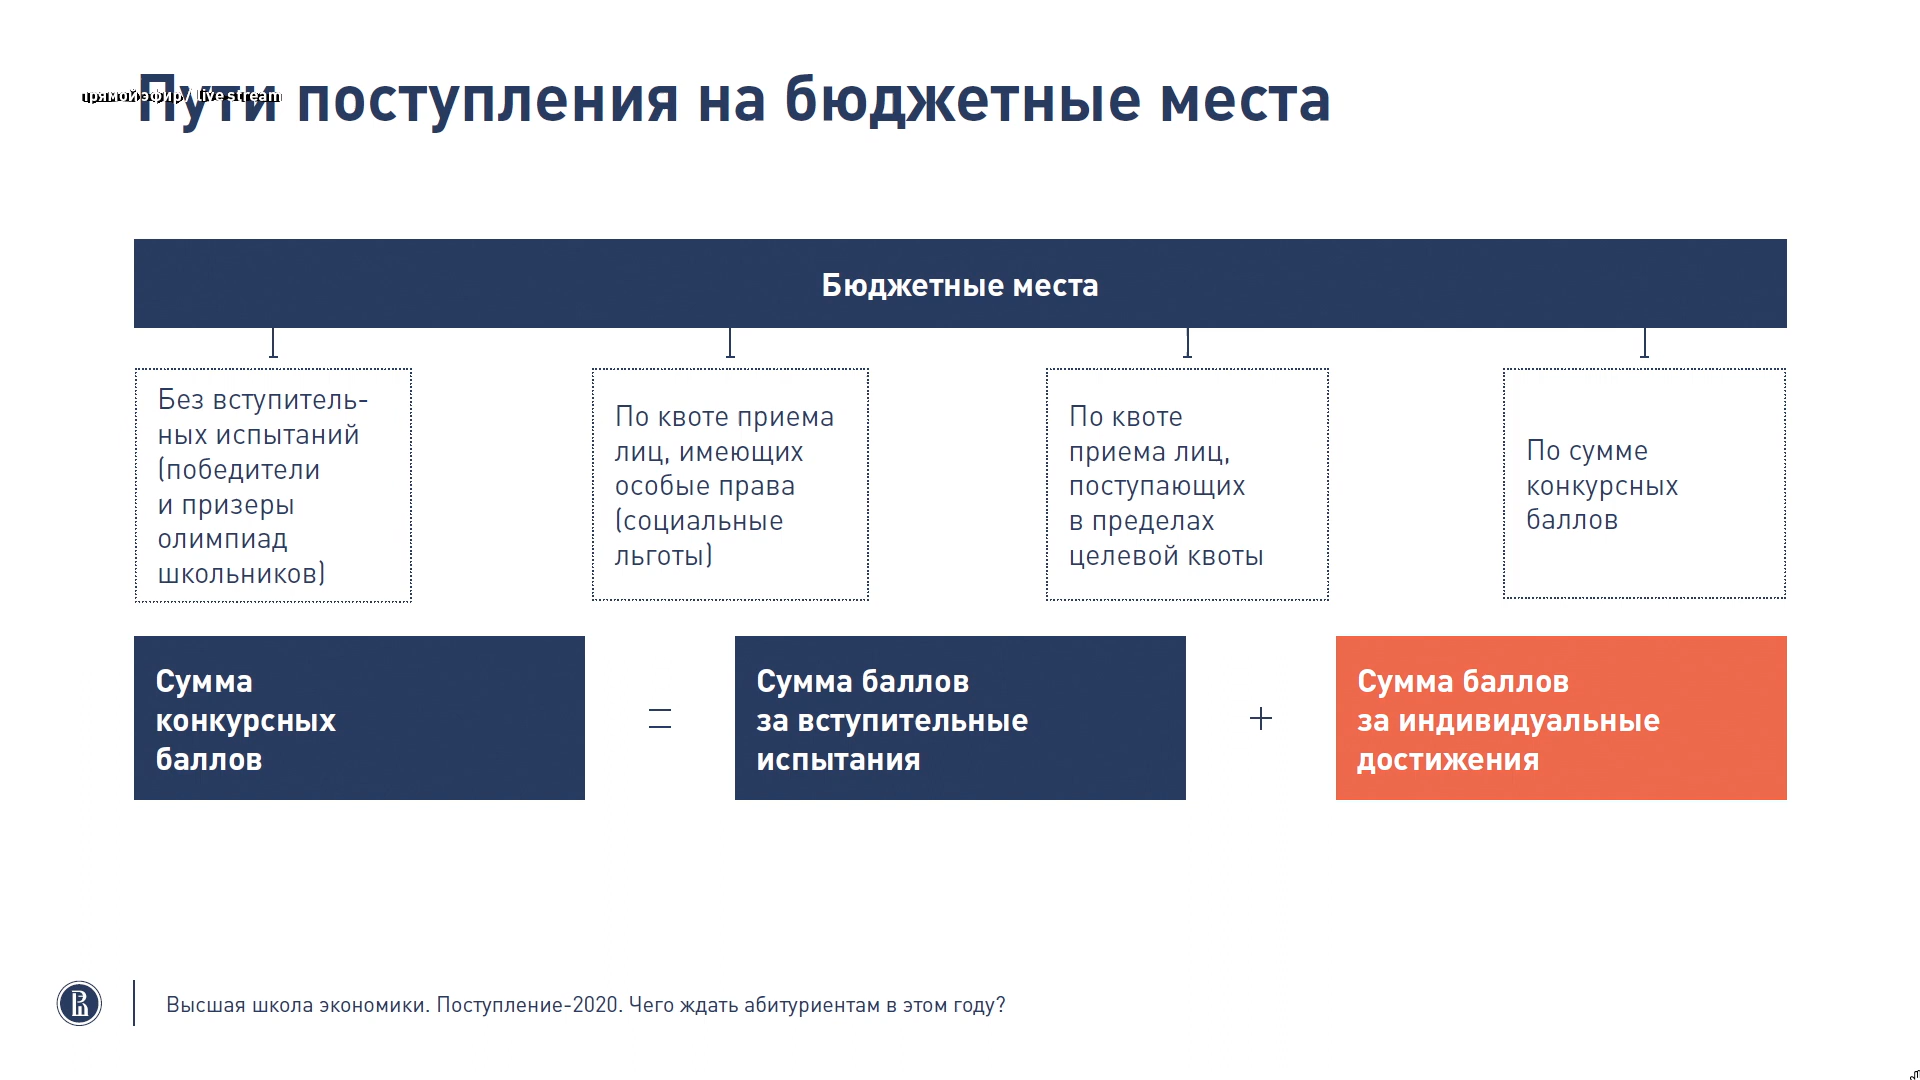 Пути поступления на бюджетные места
прямой эфир / Live stream
Бюджетные места
Без вступитель-
ных испытаний
(победители
и призеры
олимпиад
школьников)
По квоте приема
лиц, имеющих
особые права
(социальные
льготы)
По квоте
приема лиц,
поступающих
в пределах
целевой квоты
По сумме
конкурсных
баллов
Сумма
конкурсных
баллов
=
Сумма баллов
за вступительные
испытания
+
Сумма баллов
за индивидуальные
достижения
Высшая школа экономики. Поступление-2020. Чего ждать абитуриентам в этом году?